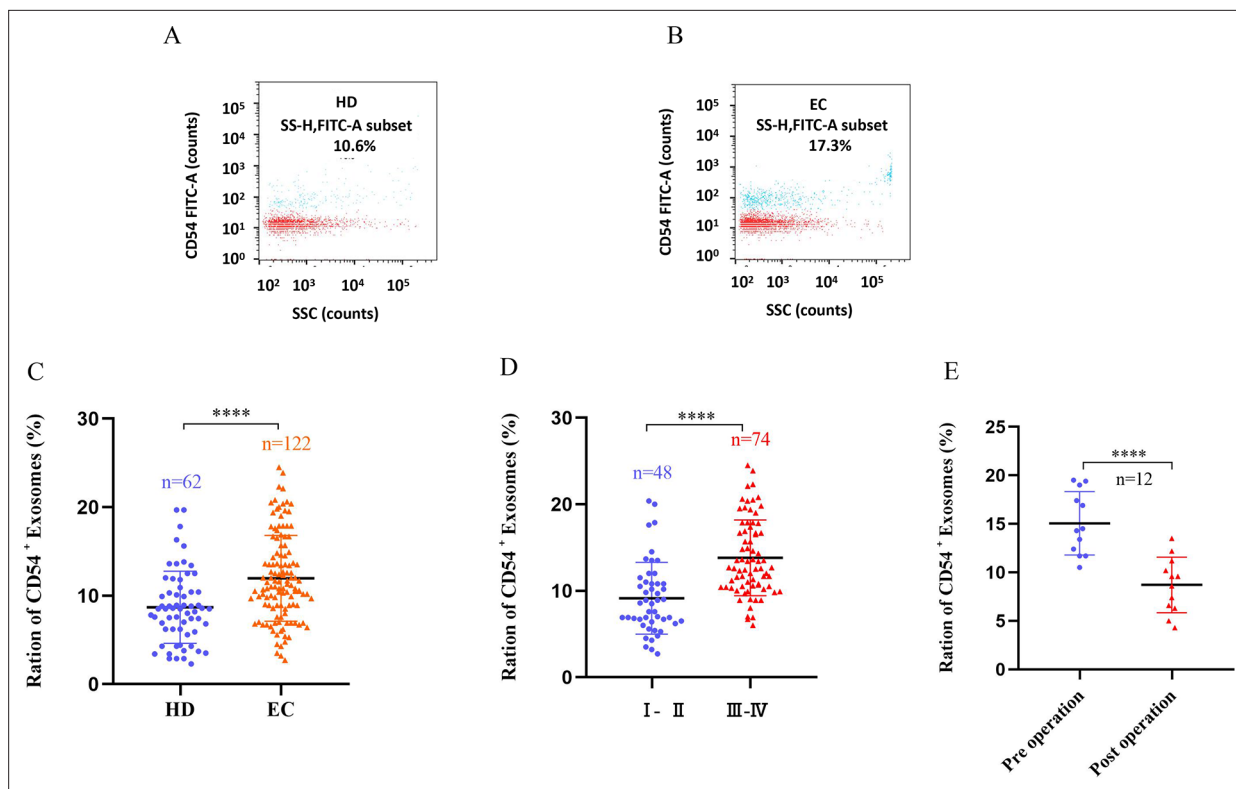 A
HD
SS-H,FITC-A subset
10.6%
CD54 FITC-A (counts)
10⁵
10⁴
10³
10²
10¹
10⁰
10² 10³ 10⁴ 10⁵
SSC (counts)
B
EC
SS-H,FITC-A subset
17.3%
CD54 FITC-A (counts)
10⁵
10⁴
10³
10²
10¹
10⁰
10² 10³ 10⁴ 10⁵
SSC (counts)
C
Ration of CD54⁺ Exosomes (%)
30
20
10
0
****
n=62
n=122
HD EC
D
Ration of CD54⁺ Exosomes (%)
30
20
10
0
****
n=48
n=74
Ⅰ- Ⅱ Ⅲ-Ⅳ
E
Ration of CD54⁺ Exosomes (%)
25
20
15
10
5
0
****
n=12
Pre operation
Post operation